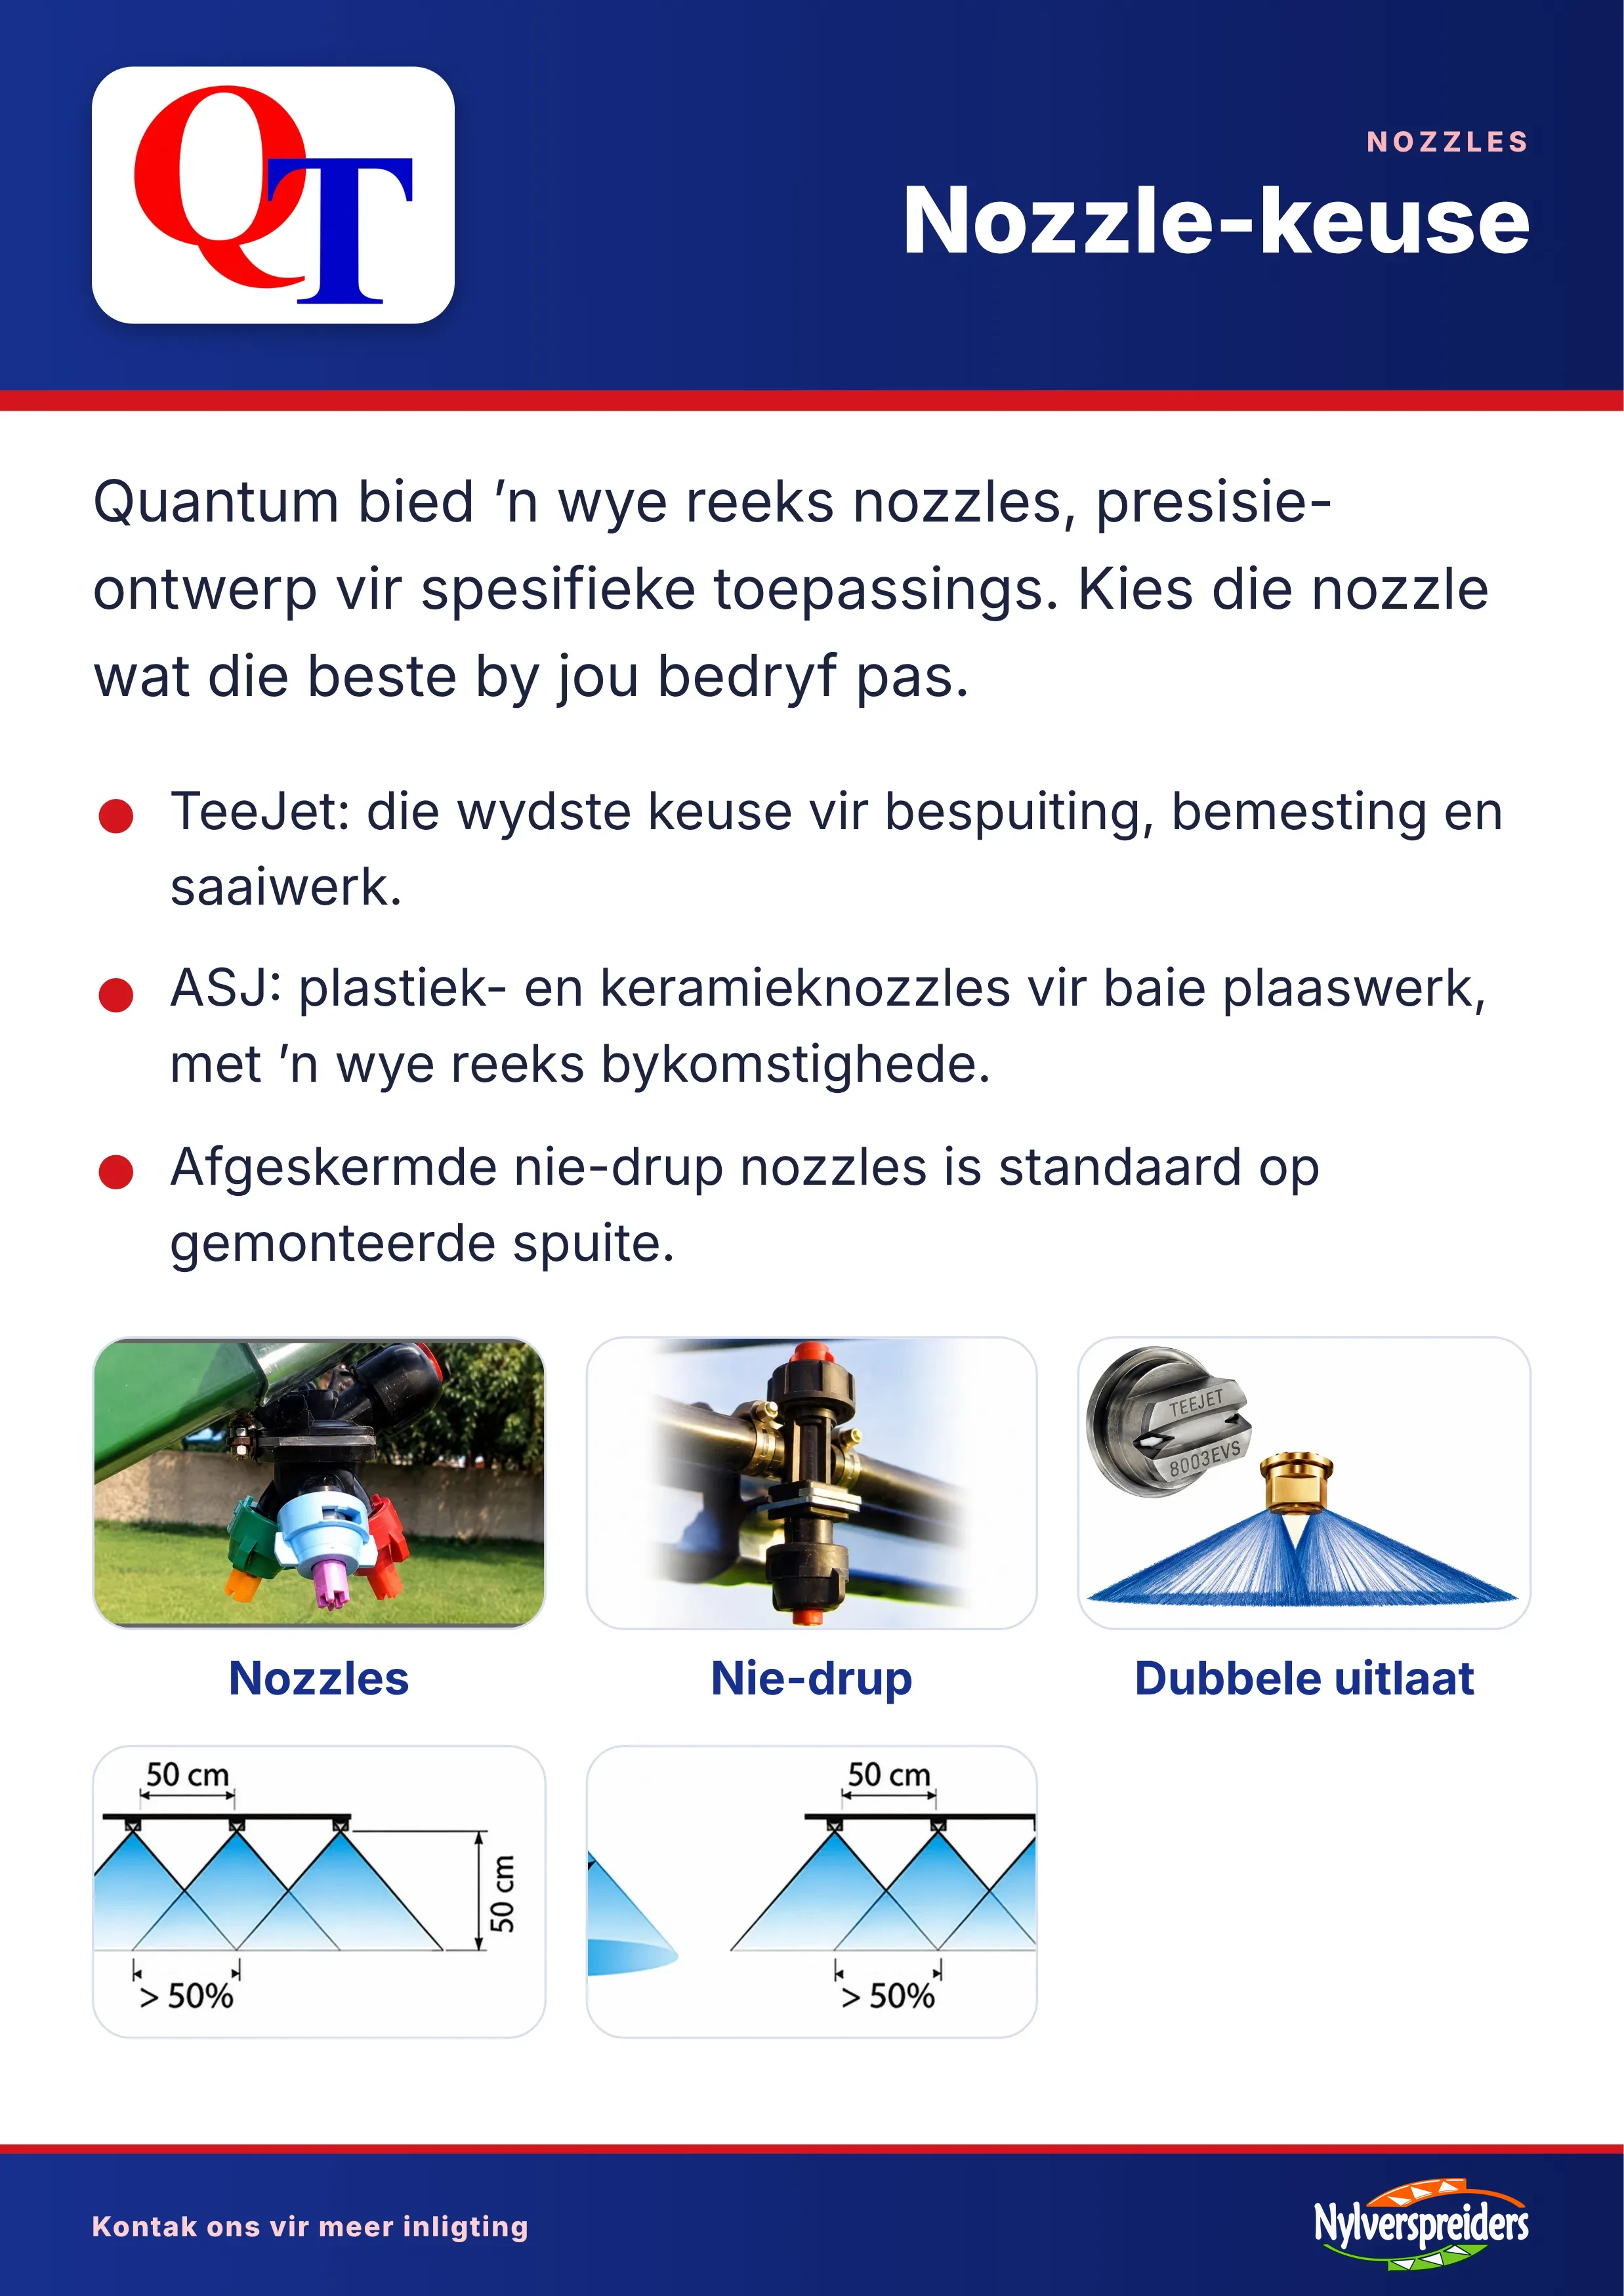 QT
NOZZLES
Nozzle-keuse
Quantum bied ’n wye reeks nozzles, presisie-
ontwerp vir spesifieke toepassings. Kies die nozzle
wat die beste by jou bedryf pas.
TeeJet: die wydste keuse vir bespuiting, bemesting en
saaiwerk.
ASJ: plastiek- en keramieknozzles vir baie plaaswerk,
met ’n wye reeks bykomstighede.
Afgeskermde nie-drup nozzles is standaard op
gemonteerde spuite.
TEEJET
8003EVS
Nozzles
Nie-drup
Dubbele uitlaat
50 cm
50 cm
> 50%
50 cm
> 50%
Kontak ons vir meer inligting
Nylverspreiders